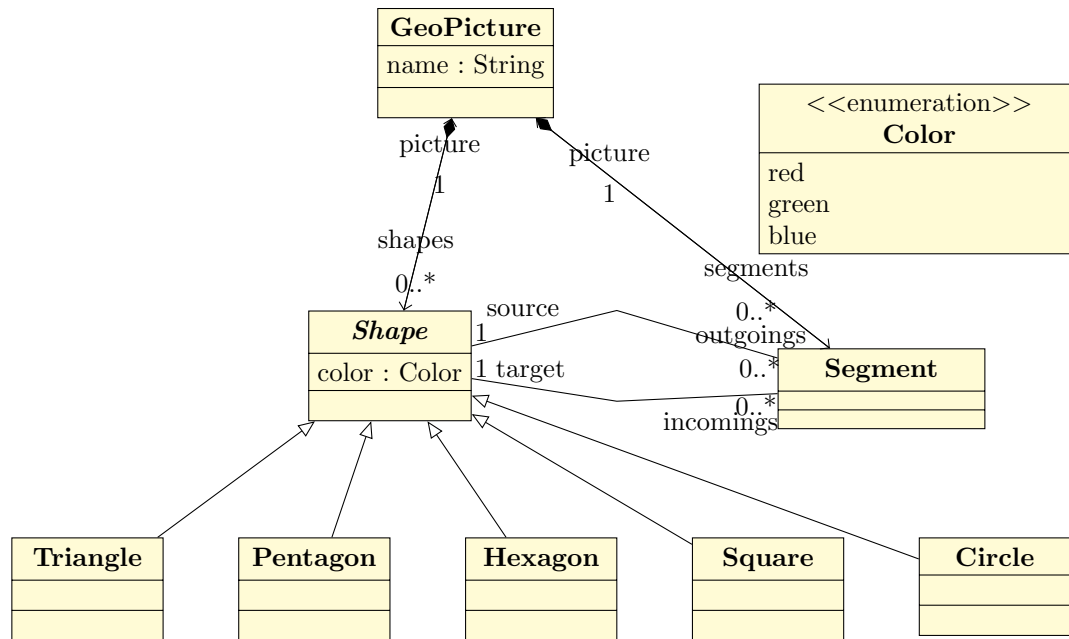 GeoPicture
name : String
<<enumeration>>
Color
red
green
blue
picture
1
picture
1
shapes
0..*
segments
0..*
Shape
color : Color
source
1
1 target
outgoings
0..*
0..*
incomings
Segment
Triangle
Pentagon
Hexagon
Square
Circle